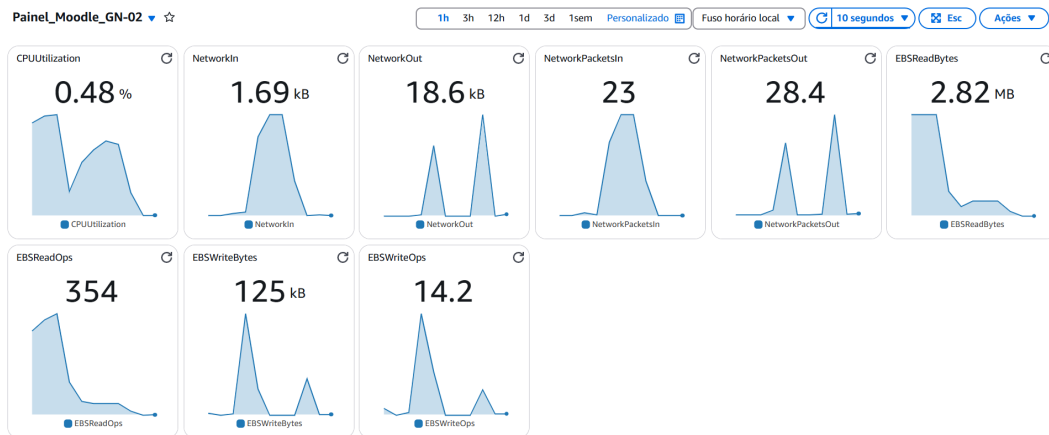 Painel_Moodle_GN-02
1h 3h 12h 1d 3d 1sem Personalizado
Fuso horário local
10 segundos
Esc
Ações
CPUUtilization
0.48 %
CPUUtilization
NetworkIn
1.69 kB
NetworkIn
NetworkOut
18.6 kB
NetworkOut
NetworkPacketsIn
23
NetworkPacketsIn
NetworkPacketsOut
28.4
NetworkPacketsOut
EBSReadBytes
2.82 MB
EBSReadBytes
EBSReadOps
354
EBSReadOps
EBSWriteBytes
125 kB
EBSWriteBytes
EBSWriteOps
14.2
EBSWriteOps